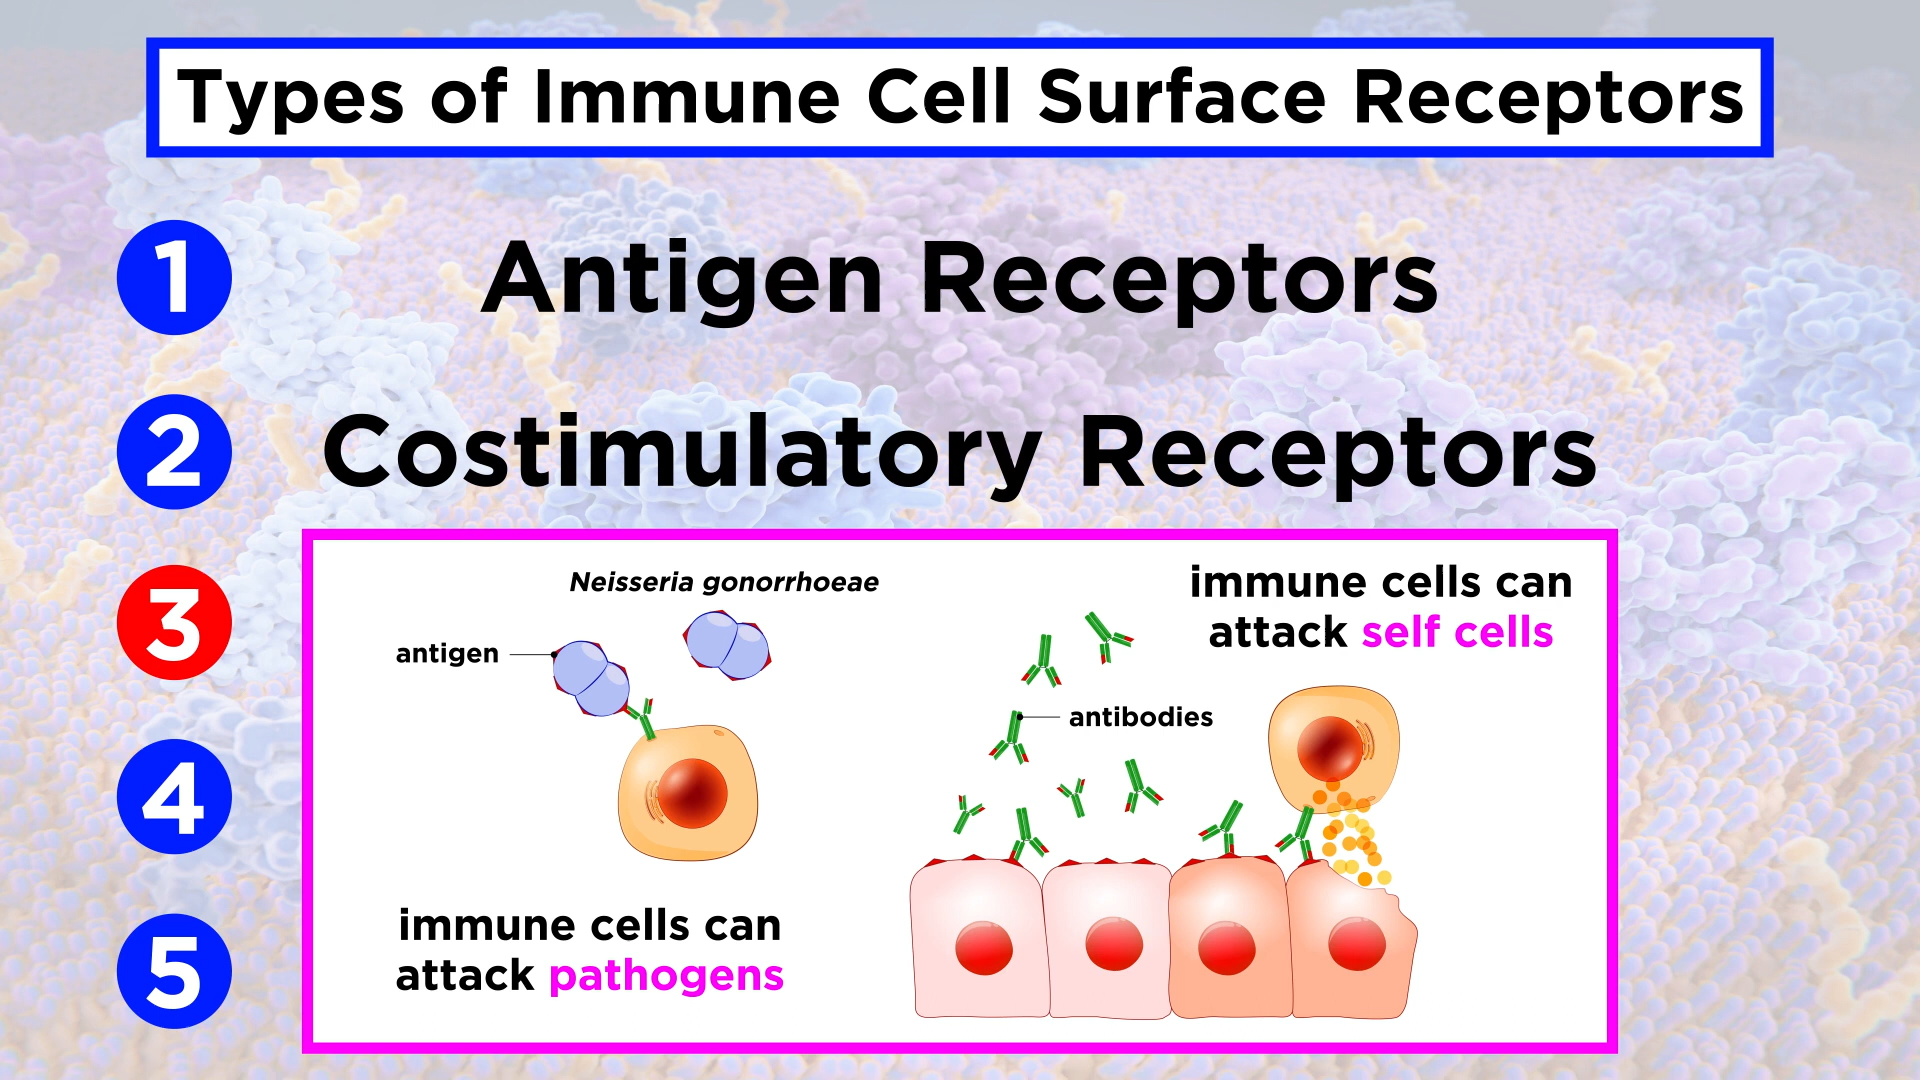 Types of Immune Cell Surface Receptors
1 Antigen Receptors
2 Costimulatory Receptors
3
4
5
Neisseria gonorrhoeae
antigen
immune cells can
attack pathogens
immune cells can
attack self cells
antibodies